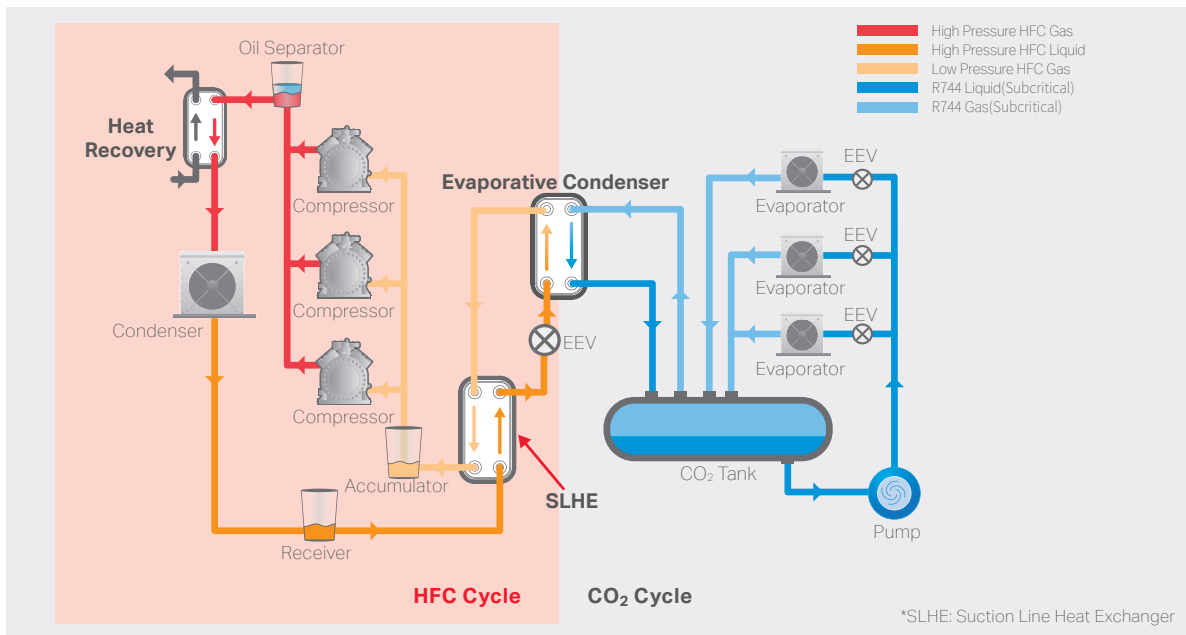 Oil Separator
High Pressure HFC Gas
High Pressure HFC Liquid
Low Pressure HFC Gas
R744 Liquid(Subcritical)
R744 Gas(Subcritical)
Heat
Recovery
Compressor
Evaporative Condenser
EEV
Evaporator
EEV
Evaporator
Compressor
EEV
Evaporator
Condenser
EEV
Compressor
Accumulator
SLHE
CO₂ Tank
Receiver
Pump
HFC Cycle
CO₂ Cycle
*SLHE: Suction Line Heat Exchanger